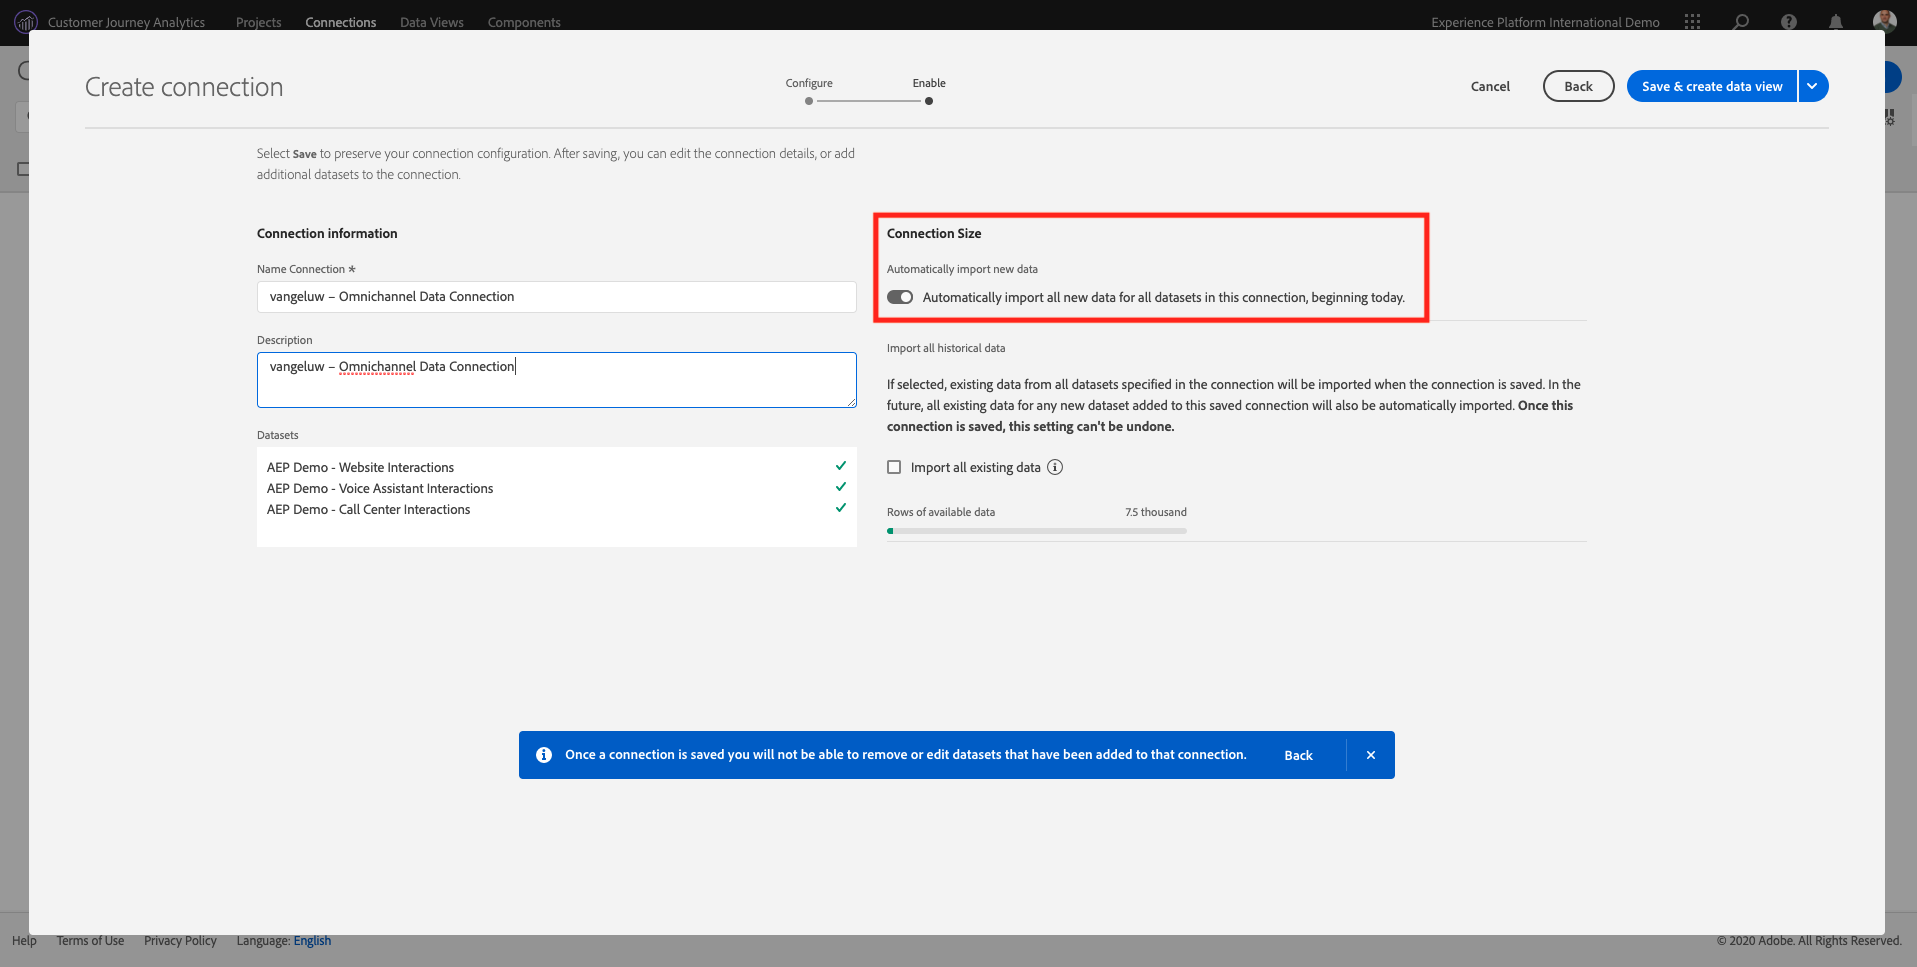 Customer Journey Analytics Projects Connections Data Views Components Experience Platform International Demo
Create connection
Configure Enable
Cancel Back Save & create data view
Select Save to preserve your connection configuration. After saving, you can edit the connection details, or add
additional datasets to the connection.
Connection information
Name Connection *
vangeluw – Omnichannel Data Connection
Description
vangeluw – Omnichannel Data Connection
Datasets
AEP Demo - Website Interactions
AEP Demo - Voice Assistant Interactions
AEP Demo - Call Center Interactions
Connection Size
Automatically import new data
Automatically import all new data for all datasets in this connection, beginning today.
Import all historical data
If selected, existing data from all datasets specified in the connection will be imported when the connection is saved. In the
future, all existing data for any new dataset added to this saved connection will also be automatically imported. Once this
connection is saved, this setting can't be undone.
Import all existing data
Rows of available data 7.5 thousand
Once a connection is saved you will not be able to remove or edit datasets that have been added to that connection. Back
Help Terms of Use Privacy Policy Language: English © 2020 Adobe. All Rights Reserved.